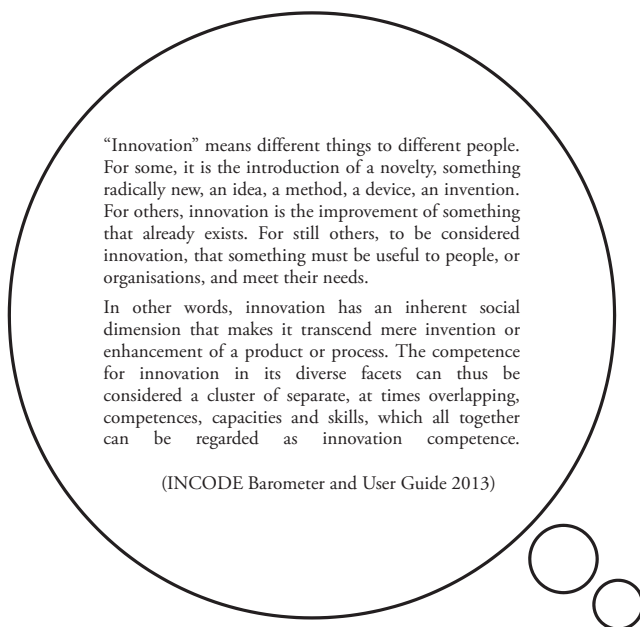 “Innovation” means different things to different people.
For some, it is the introduction of a novelty, something
radically new, an idea, a method, a device, an invention.
For others, innovation is the improvement of something
that already exists. For still others, to be considered
innovation, that something must be useful to people, or
organisations, and meet their needs.
In other words, innovation has an inherent social
dimension that makes it transcend mere invention or
enhancement of a product or process. The competence
for innovation in its diverse facets can thus be
considered a cluster of separate, at times overlapping,
competences, capacities and skills, which all together
can be regarded as innovation competence.
(INCODE Barometer and User Guide 2013)